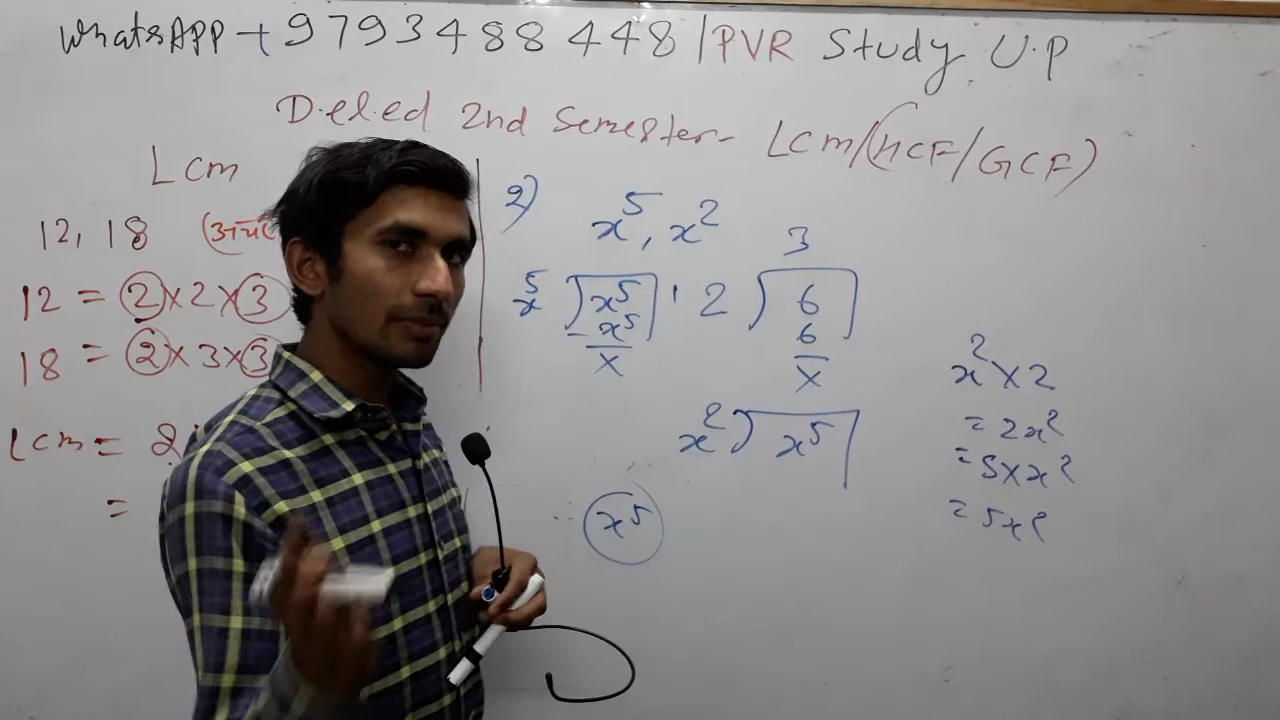 WhatsAPP + 9793488448 | PVR Study U.P
D.el.ed 2nd Semester- Lcm/(HCF/GCF)
Lcm
12, 18
12 = 2 x 2 x 3
18 = 2 x 3 x 3
Lcm = 2
=
2)
x⁵, x²
x⁵ ) x⁵ 1
- x⁵
x
3
2 ) 6
6
x
x² ) x⁵
x⁵
x² x 2
= 2x²
= 5 x x²
= 5x²